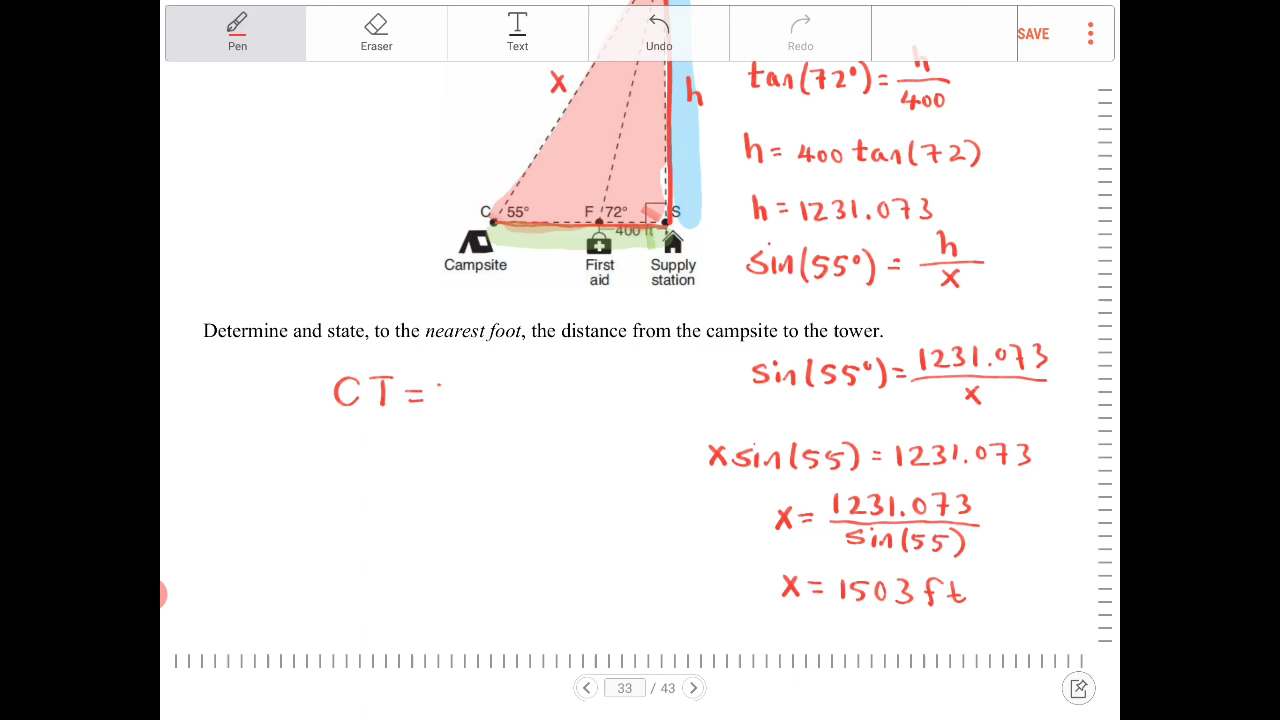 Pen
Eraser
Text
Undo
Redo
SAVE
x
h
tan(72°) = h/400
h = 400 tan(72)
h = 1231.073
C 55° F 72° S
400 ft
Campsite
First aid
Supply station
sin(55°) = h/x
Determine and state, to the nearest foot, the distance from the campsite to the tower.
CT =
sin(55°) = 1231.073/x
x sin(55) = 1231.073
x = 1231.073/sin(55)
x = 1503 ft
33 / 43